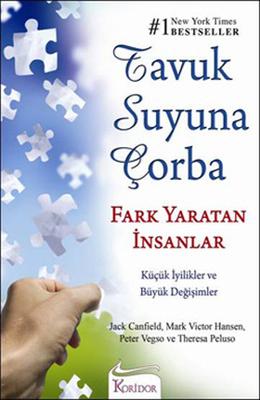 #1 New York Times
BESTSELLER
Tavuk
Suyuna
Çorba
FARK YARATAN
İNSANLAR
Küçük İyilikler ve
Büyük Değişimler
Jack Canfield, Mark Victor Hansen,
Peter Vegso ve Theresa Peluso
KORİDOR